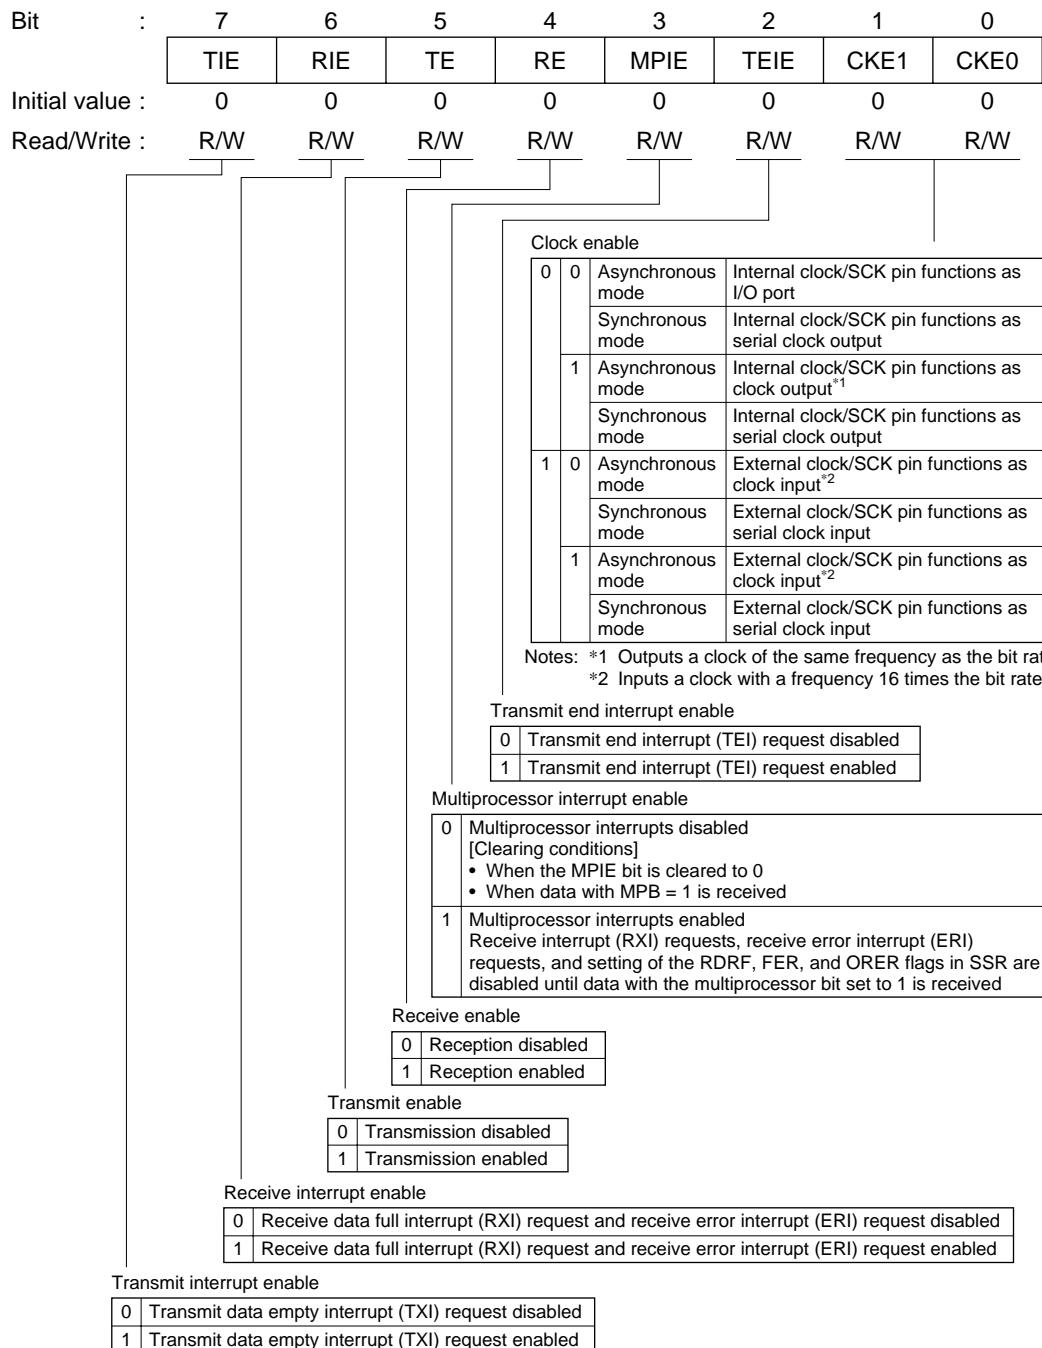 Bit : 7 6 5 4 3 2 1 0
TIE RIE TE RE MPIE TEIE CKE1 CKE0
Initial value : 0 0 0 0 0 0 0 0
Read/Write : R/W R/W R/W R/W R/W R/W R/W R/W
Clock enable
0 0 Asynchronous mode Internal clock/SCK pin functions as I/O port
Synchronous mode Internal clock/SCK pin functions as serial clock output
1 Asynchronous mode Internal clock/SCK pin functions as clock output*1
Synchronous mode Internal clock/SCK pin functions as serial clock output
1 0 Asynchronous mode External clock/SCK pin functions as clock input*2
Synchronous mode External clock/SCK pin functions as serial clock input
1 Asynchronous mode External clock/SCK pin functions as clock input*2
Synchronous mode External clock/SCK pin functions as serial clock input
Notes: *1 Outputs a clock of the same frequency as the bit rat
*2 Inputs a clock with a frequency 16 times the bit rate
Transmit end interrupt enable
0 Transmit end interrupt (TEI) request disabled
1 Transmit end interrupt (TEI) request enabled
Multiprocessor interrupt enable
0 Multiprocessor interrupts disabled
[Clearing conditions]
• When the MPIE bit is cleared to 0
• When data with MPB = 1 is received
1 Multiprocessor interrupts enabled
Receive interrupt (RXI) requests, receive error interrupt (ERI)
requests, and setting of the RDRF, FER, and ORER flags in SSR are
disabled until data with the multiprocessor bit set to 1 is received
Receive enable
0 Reception disabled
1 Reception enabled
Transmit enable
0 Transmission disabled
1 Transmission enabled
Receive interrupt enable
0 Receive data full interrupt (RXI) request and receive error interrupt (ERI) request disabled
1 Receive data full interrupt (RXI) request and receive error interrupt (ERI) request enabled
Transmit interrupt enable
0 Transmit data empty interrupt (TXI) request disabled
1 Transmit data empty interrupt (TXI) request enabled